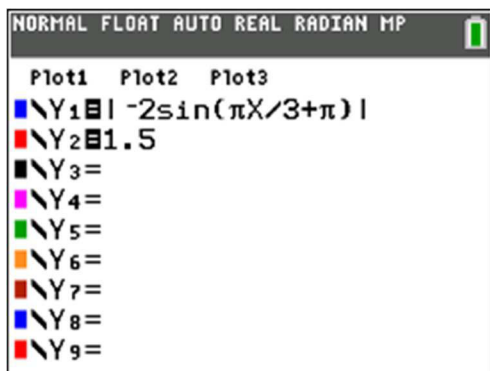 NORMAL FLOAT AUTO REAL RADIAN MP
Plot1 Plot2 Plot3
\Y₁=|⁻2sin(πX/3+π)|
\Y₂=1.5
\Y₃=
\Y₄=
\Y₅=
\Y₆=
\Y₇=
\Y₈=
\Y₉=